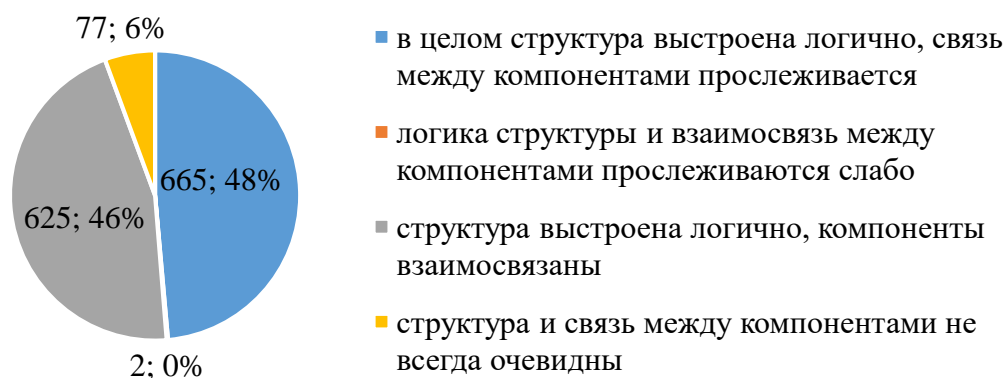 77; 6%
665; 48%
625; 46%
2; 0%
в целом структура выстроена логично, связь
между компонентами прослеживается
логика структуры и взаимосвязь между
компонентами прослеживаются слабо
структура выстроена логично, компоненты
взаимосвязаны
структура и связь между компонентами не
всегда очевидны